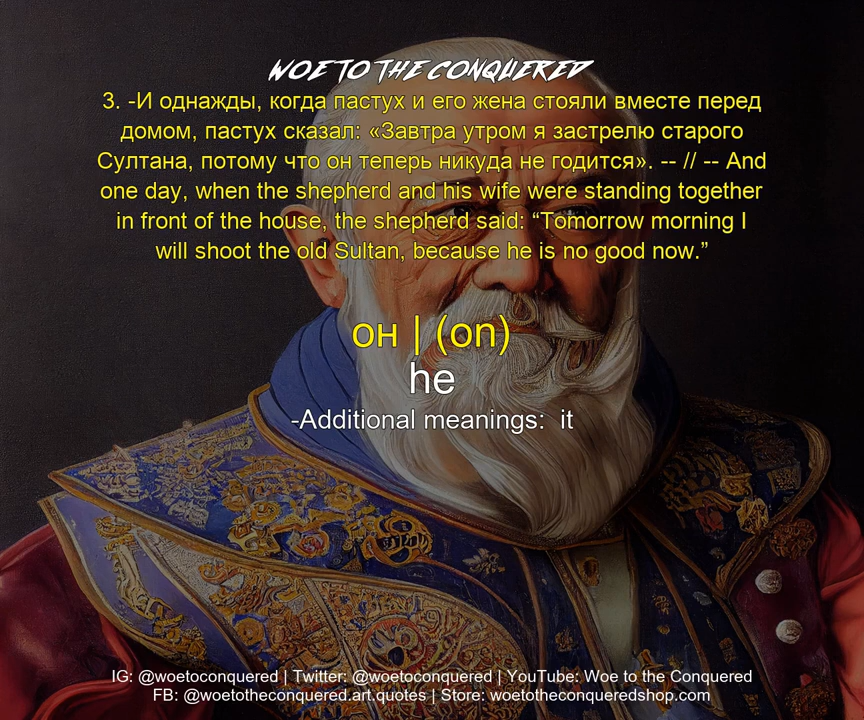 WOE TO THE CONQUERED
3. -И однажды, когда пастух и его жена стояли вместе перед
домом, пастух сказал: «Завтра утром я застрелю старого
Султана, потому что он теперь никуда не годится». -- // -- And
one day, when the shepherd and his wife were standing together
in front of the house, the shepherd said: “Tomorrow morning I
will shoot the old Sultan, because he is no good now.”
он | (on)
he
-Additional meanings:  it
IG: @woetoconquered | Twitter: @woetoconquered | YouTube: Woe to the Conquered
FB: @woetotheconquered.art.quotes | Store: woetotheconqueredshop.com